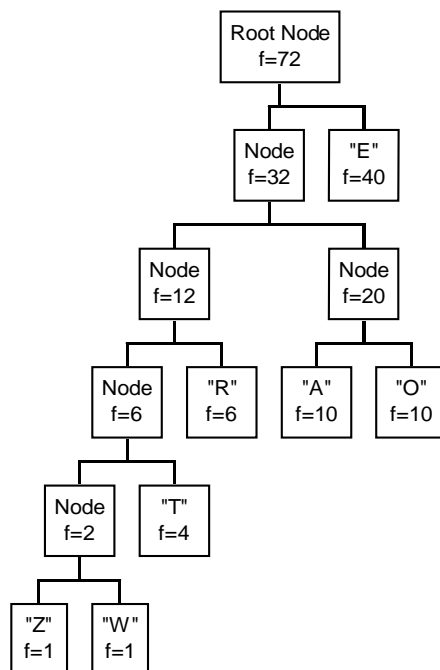 Root Node
f=72
Node
f=32
"E"
f=40
Node
f=12
Node
f=20
Node
f=6
"R"
f=6
"A"
f=10
"O"
f=10
Node
f=2
"T"
f=4
"Z"
f=1
"W"
f=1